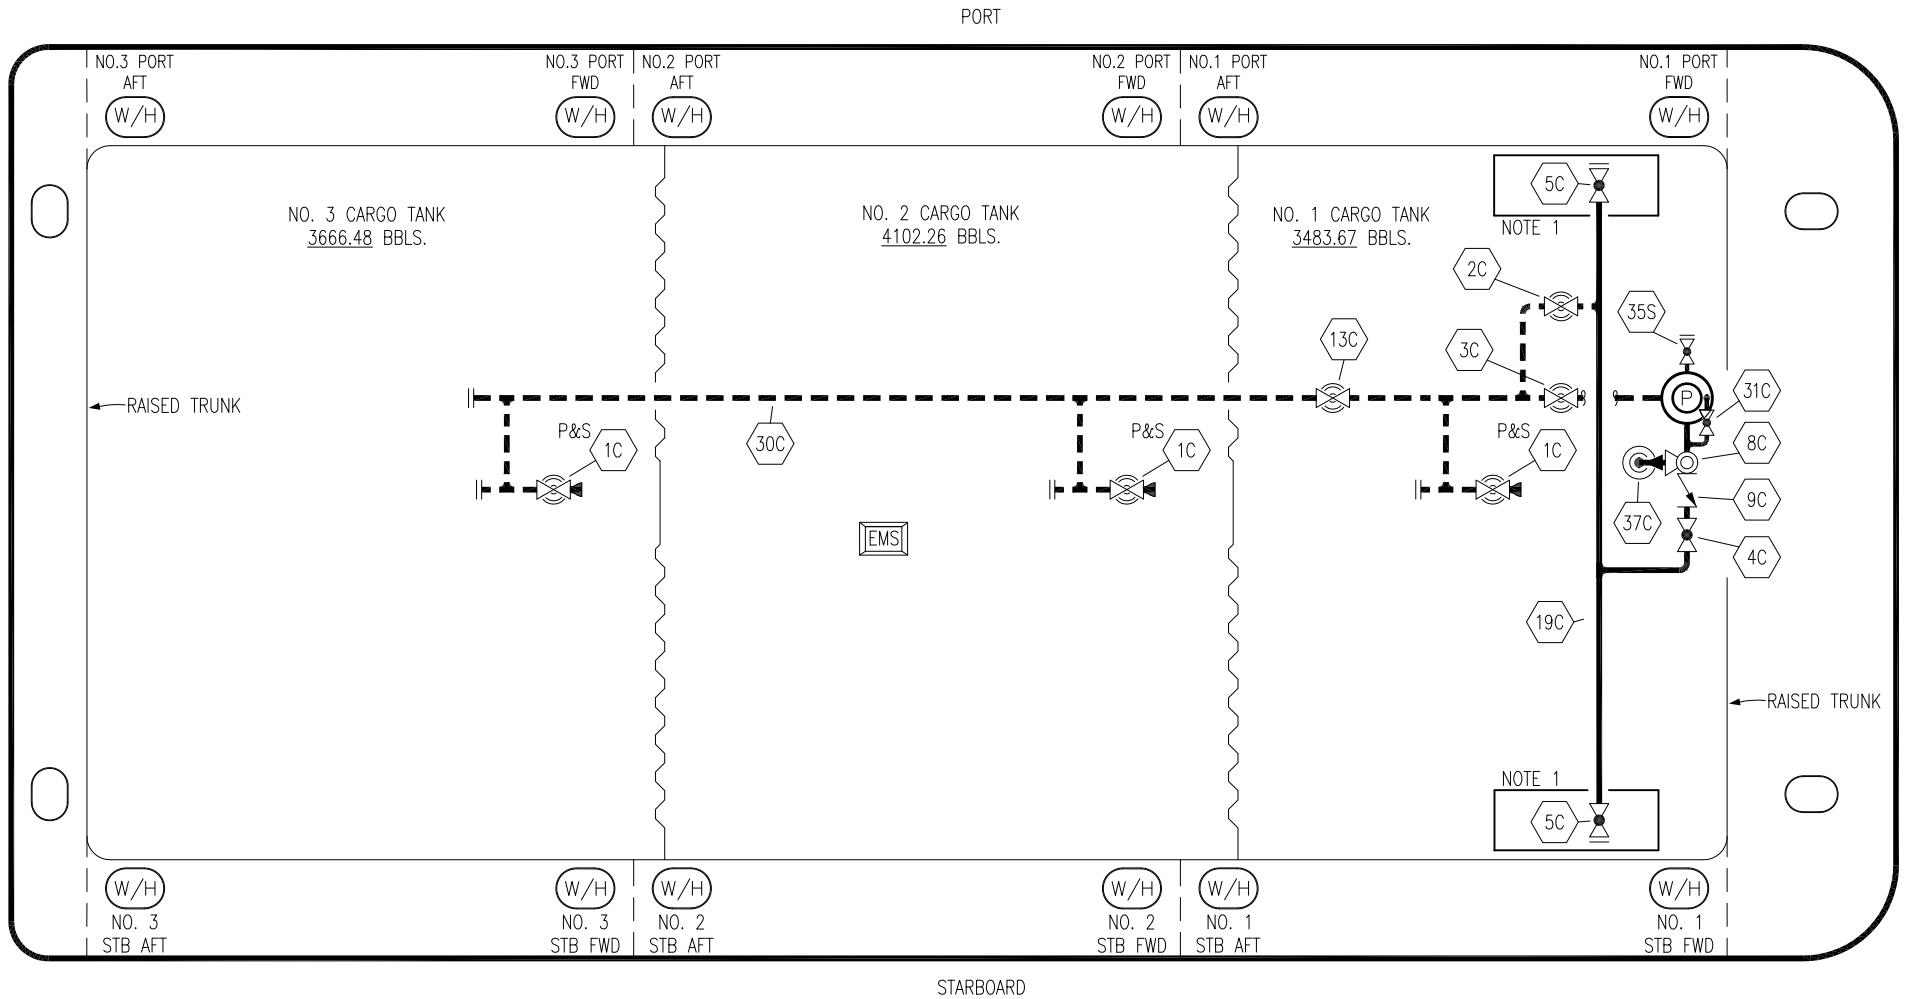 PORT
NO.3 PORT
AFT
W/H
NO.3 PORT
FWD
W/H
NO.2 PORT
AFT
W/H
NO.2 PORT
FWD
W/H
NO.1 PORT
AFT
W/H
NO.1 PORT
FWD
W/H
NO. 3 CARGO TANK
3666.48 BBLS.
NO. 2 CARGO TANK
4102.26 BBLS.
NO. 1 CARGO TANK
3483.67 BBLS.
5C
NOTE 1
2C
35S
13C
3C
31C
P
RAISED TRUNK
30C
P&S
1C
P&S
1C
P&S
1C
8C
9C
37C
4C
EMS
19C
RAISED TRUNK
NOTE 1
5C
W/H
NO. 3
STB AFT
W/H
NO. 3
STB FWD
W/H
NO. 2
STB AFT
W/H
NO. 2
STB FWD
W/H
NO. 1
STB AFT
W/H
NO. 1
STB FWD
STARBOARD